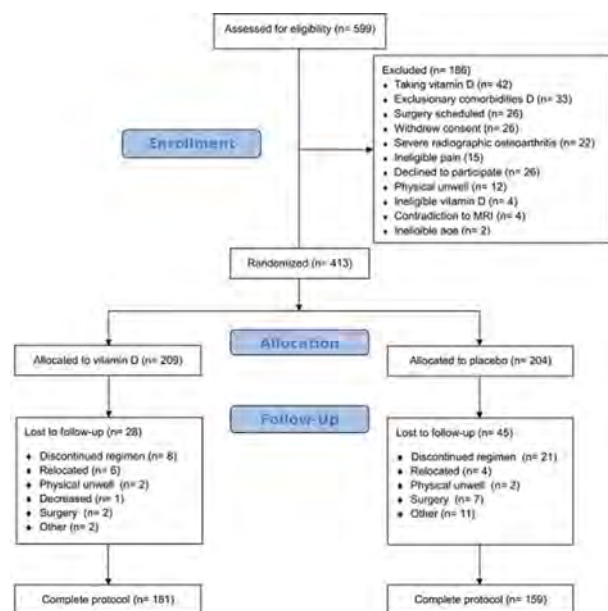 Assessed for eligibility (n= 599)
Excluded (n= 186)
♦ Taking vitamin D (n= 42)
♦ Exclusionary comorbidities D (n= 33)
♦ Surgery scheduled (n= 26)
♦ Withdrew consent (n= 26)
♦ Severe radiographic osteoarthritis (n= 22)
♦ Ineligible pain (15)
♦ Declined to participate (n= 26)
♦ Physical unwell (n= 12)
♦ Ineligible vitamin D (n= 4)
♦ Contradiction to MRI (n= 4)
♦ Ineligible age (n= 2)
Enrollment
Randomized (n= 413)
Allocation
Allocated to vitamin D (n= 209)
Allocated to placebo (n= 204)
Follow-Up
Lost to follow-up (n= 28)
♦ Discontinued regimen (n= 8)
♦ Relocated (n= 6)
♦ Physical unwell (n= 2)
♦ Decreased (n= 1)
♦ Surgery (n= 2)
♦ Other (n= 2)
Lost to follow-up (n= 45)
♦ Discontinued regimen (n= 21)
♦ Relocated (n= 4)
♦ Physical unwell (n= 2)
♦ Surgery (n= 7)
♦ Other (n= 11)
Complete protocol (n= 181)
Complete protocol (n= 159)